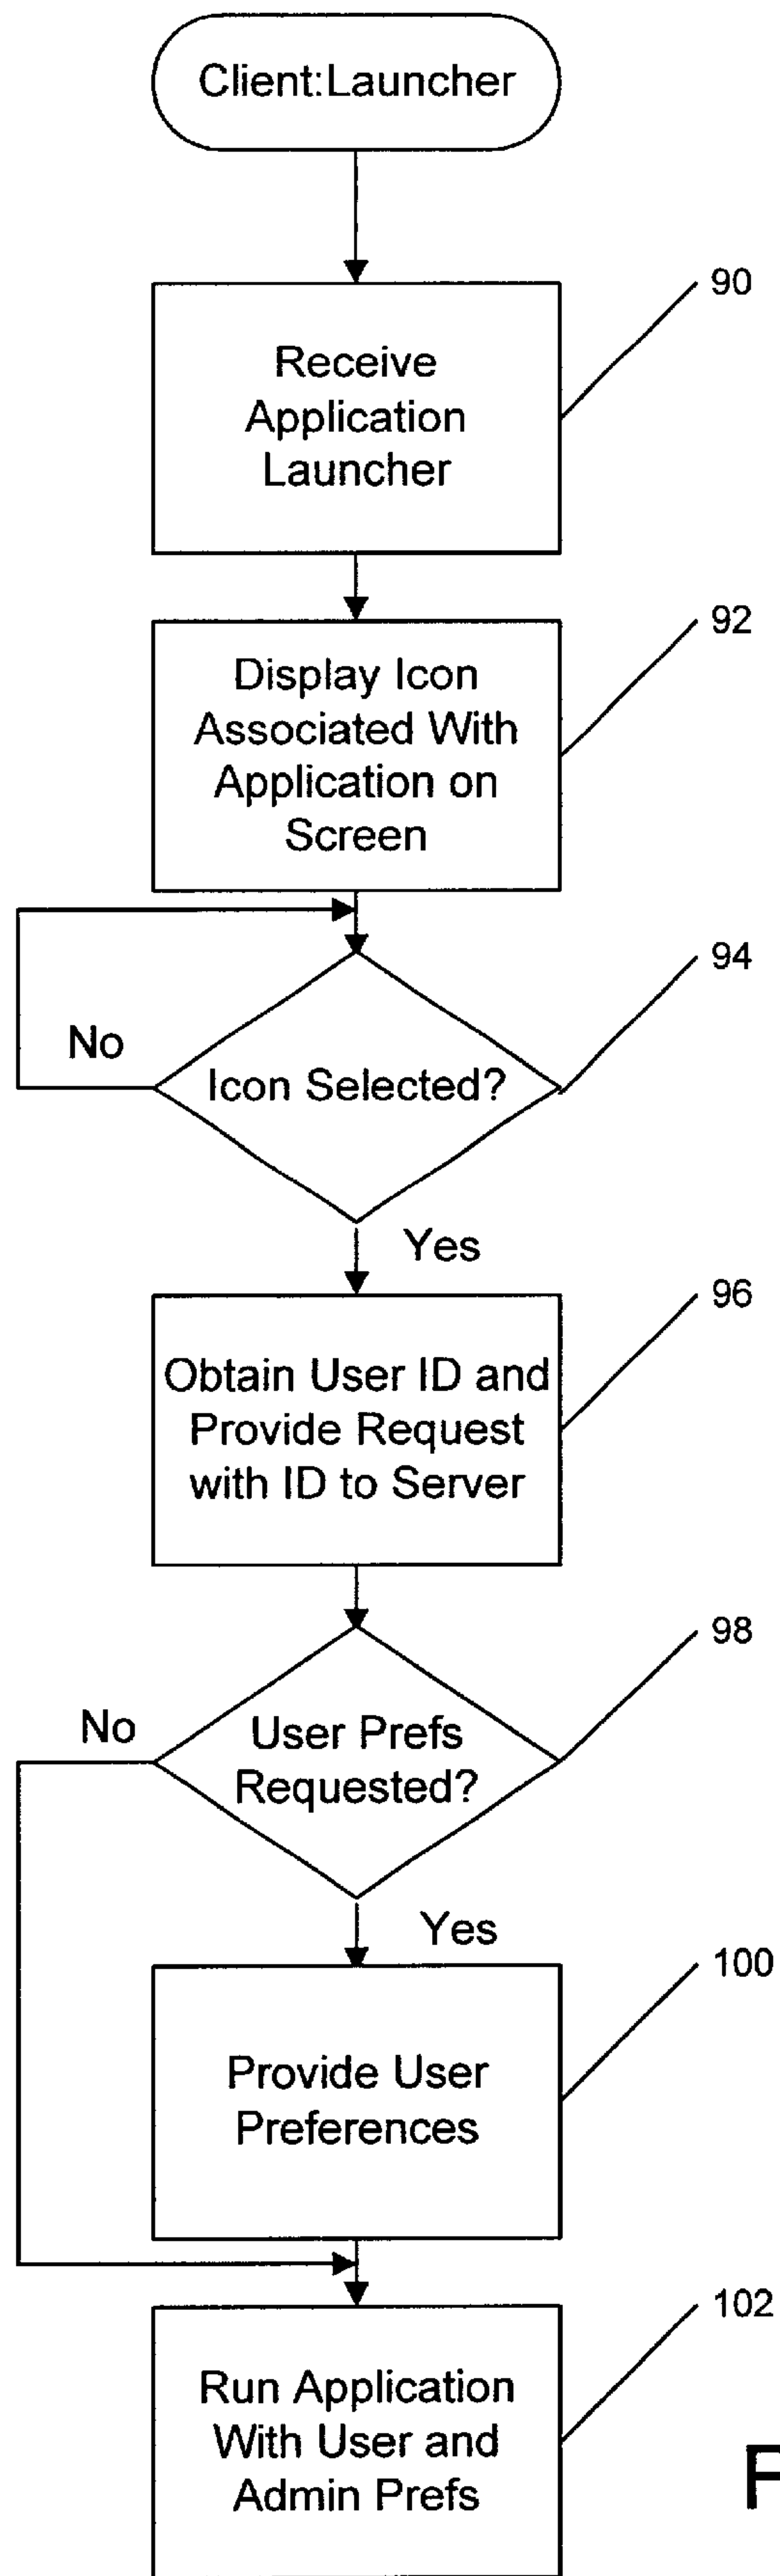 Client:Launcher
90
Receive
Application
Launcher
92
Display Icon
Associated With
Application on
Screen
94
No
Icon Selected?
Yes
96
Obtain User ID and
Provide Request
with ID to Server
98
No
User Prefs
Requested?
Yes
100
Provide User
Preferences
102
Run Application
With User and
Admin Prefs
F